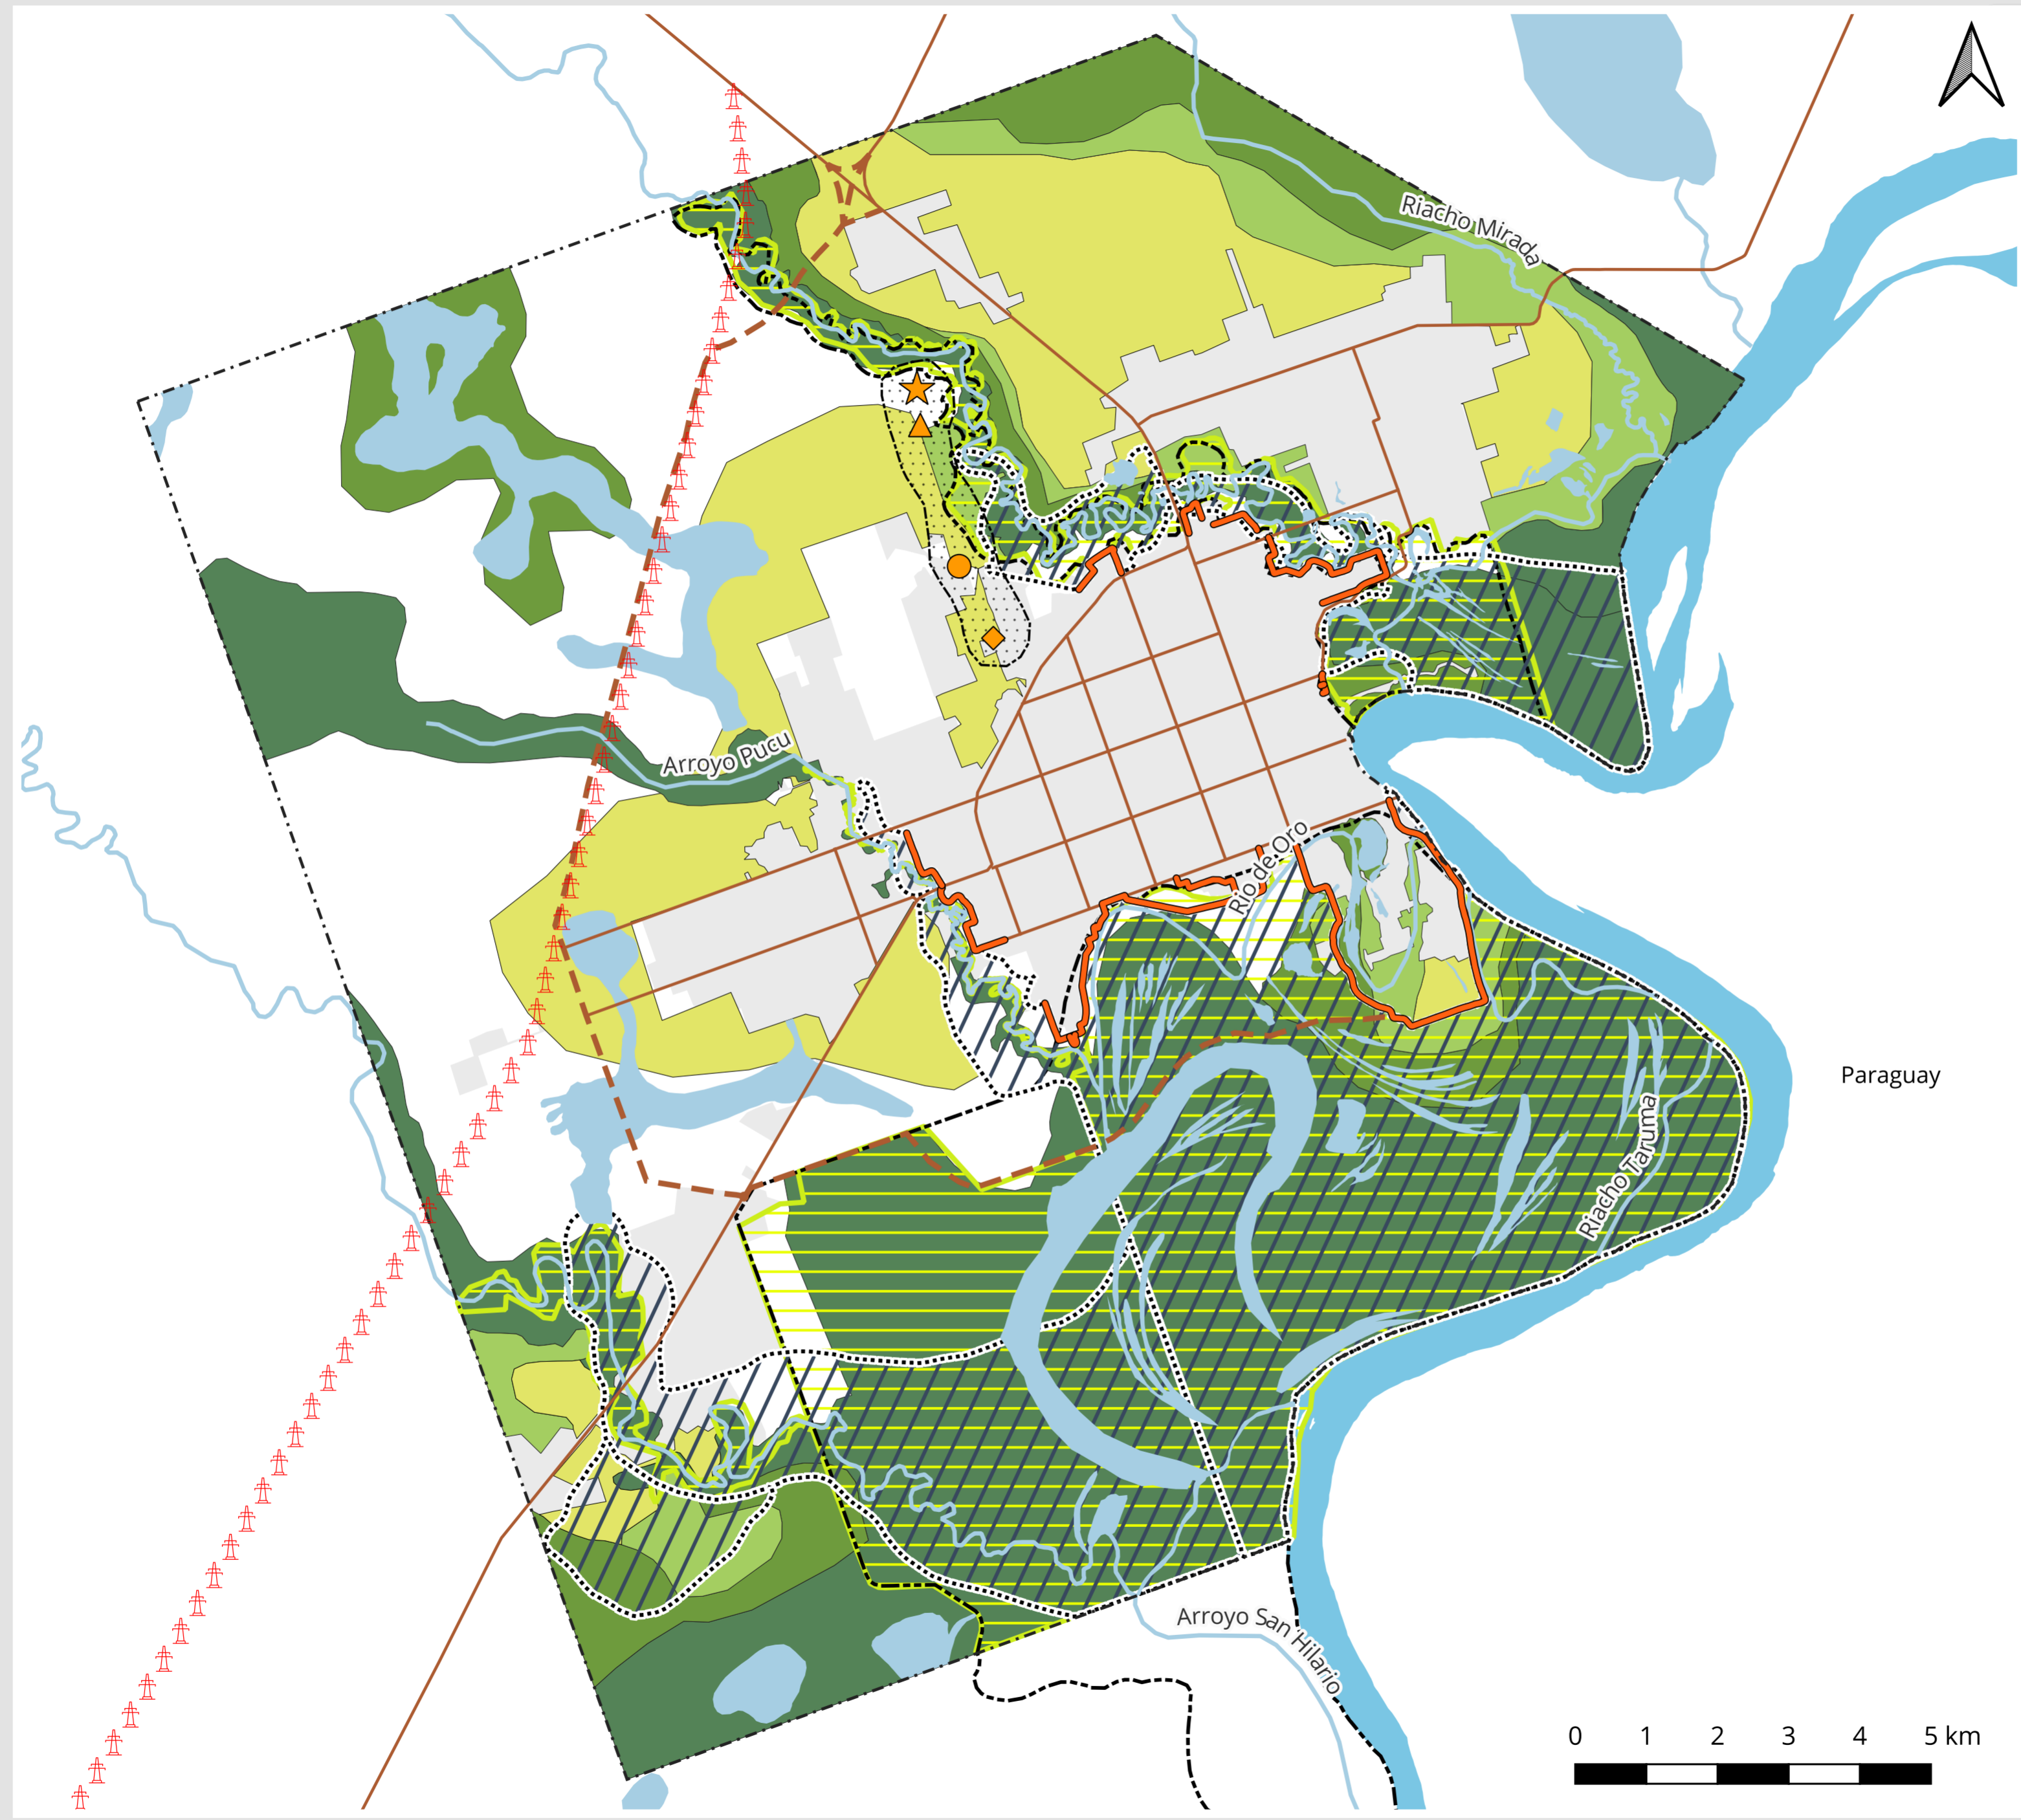 Riacho Mirada
Arroyo Pucu
Rio de Oro
Paraguay
Riacho Taruma
Arroyo San Hilario
0 1 2 3 4 5 km